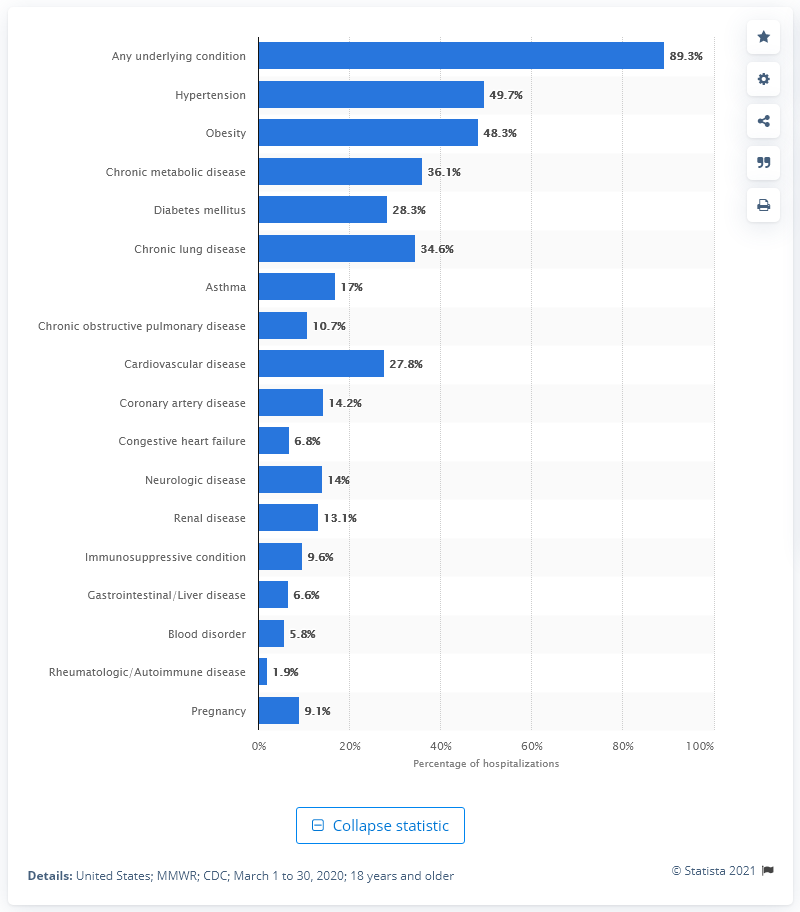 Any underlying condition 89.3%
Hypertension 49.7%
Obesity 48.3%
Chronic metabolic disease 36.1%
Diabetes mellitus 28.3%
Chronic lung disease 34.6%
Asthma 17%
Chronic obstructive pulmonary disease 10.7%
Cardiovascular disease 27.8%
Coronary artery disease 14.2%
Congestive heart failure 6.8%
Neurologic disease 14%
Renal disease 13.1%
Immunosuppressive condition 9.6%
Gastrointestinal/Liver disease 6.6%
Blood disorder 5.8%
Rheumatologic/Autoimmune disease 1.9%
Pregnancy 9.1%
0% 20% 40% 60% 80% 100%
Percentage of hospitalizations
Collapse statistic
© Statista 2021
Details: United States; MMWR; CDC; March 1 to 30, 2020; 18 years and older